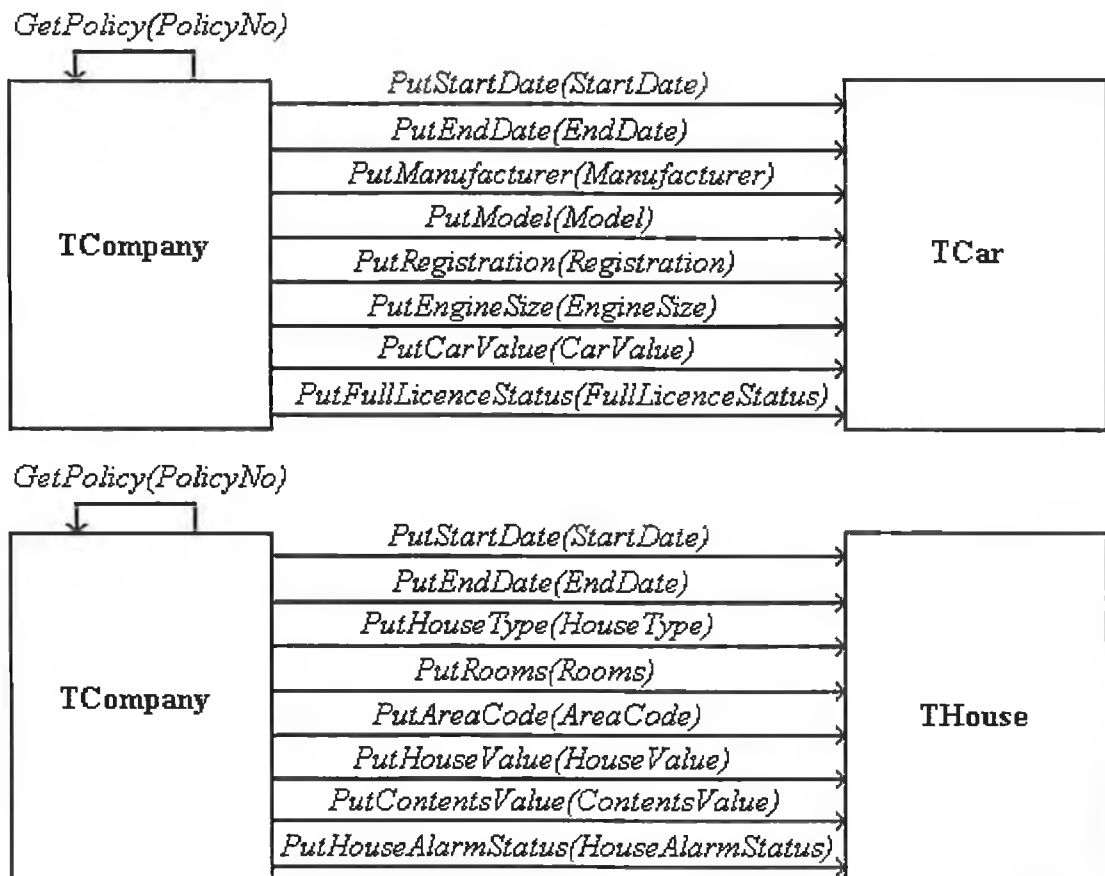 GetPolicy(PolicyNo)
PutStartDate(StartDate)
PutEndDate(EndDate)
PutManufacturer(Manufacturer)
PutModel(Model)
TCompany
TCar
PutRegistration(Registration)
PutEngineSize(EngineSize)
PutCarValue(CarValue)
PutFullLicenceStatus(FullLicenceStatus)
GetPolicy(PolicyNo)
PutStartDate(StartDate)
PutEndDate(EndDate)
PutHouseType(HouseType)
PutRooms(Rooms)
TCompany
THouse
PutAreaCode(AreaCode)
PutHouseValue(HouseValue)
PutContentsValue(ContentsValue)
PutHouseAlarmStatus(HouseAlarmStatus)